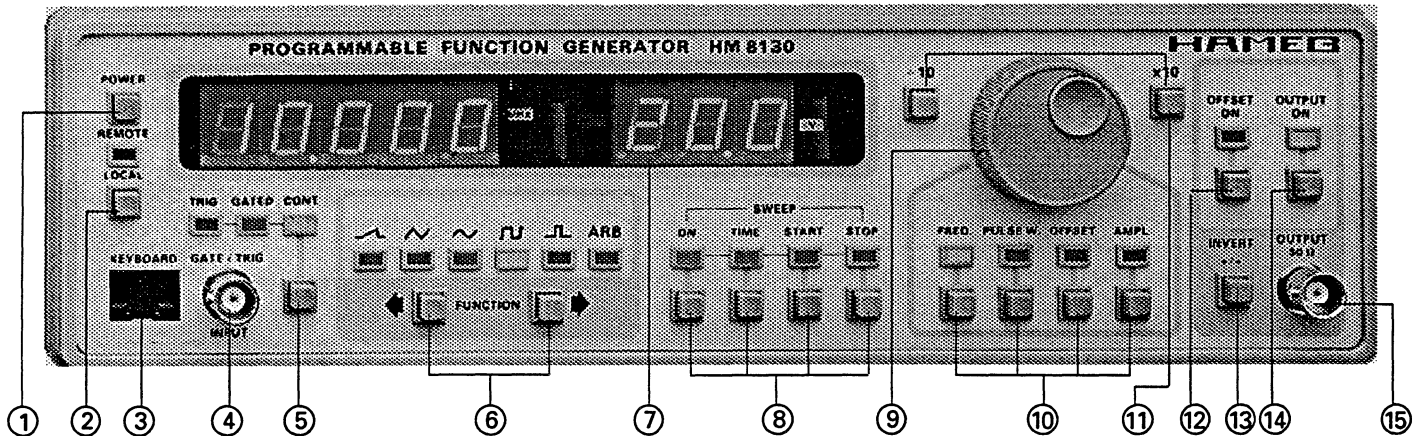 HAMEG
PROGRAMMABLE FUNCTION GENERATOR HM 8130
POWER
REMOTE
LOCAL
10000
-200
÷10
x10
OFFSET ON
OUTPUT ON
TRIG GATED CONT
ARB
SWEEP
ON TIME START STOP
FREQ. PULSE W. OFFSET AMPL.
KEYBOARD
GATE / TRIG
INPUT
FUNCTION
INVERT
+/-
OUTPUT
50 Ω
1 2 3 4 5 6 7 8 9 10 11 12 13 14 15